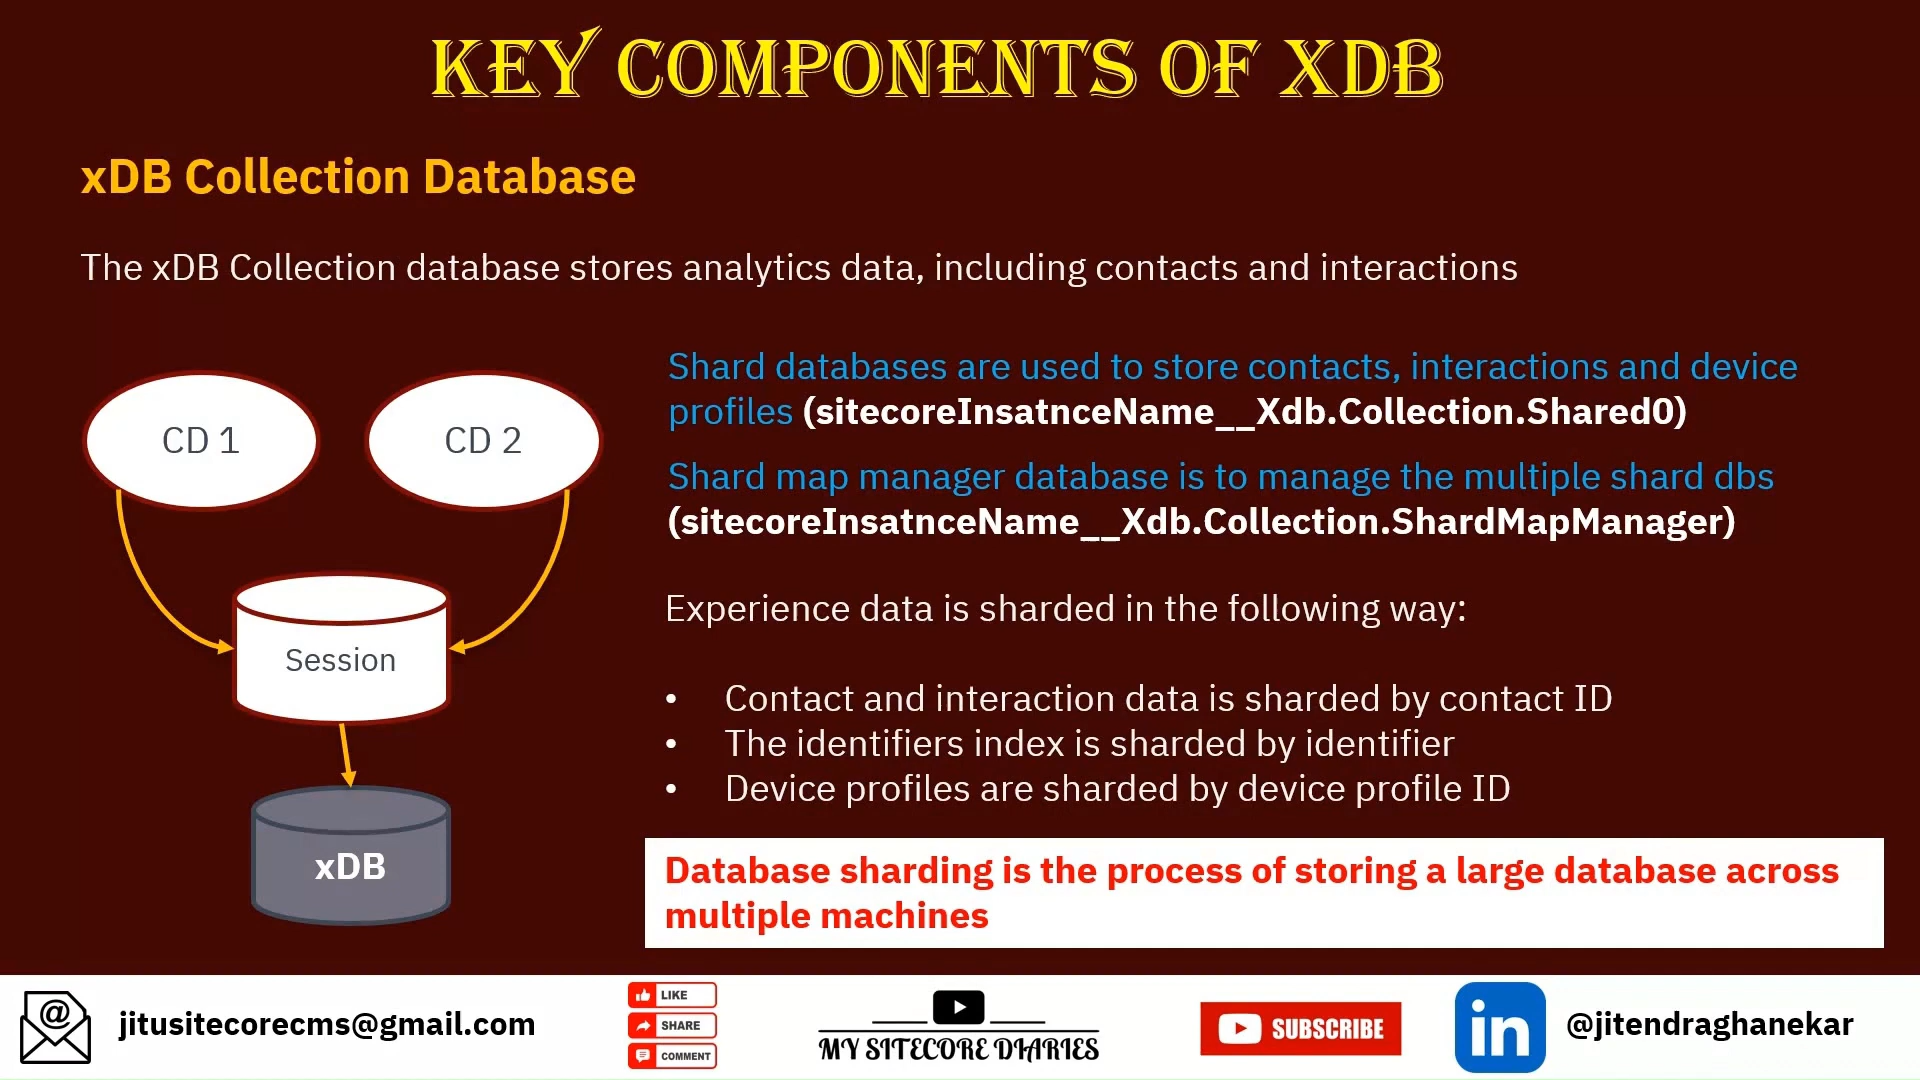 KEY COMPONENTS OF XDB
xDB Collection Database
The xDB Collection database stores analytics data, including contacts and interactions
CD 1
CD 2
Session
xDB
Shard databases are used to store contacts, interactions and device
profiles (sitecoreInsatnceName__Xdb.Collection.Shared0)
Shard map manager database is to manage the multiple shard dbs
(sitecoreInsatnceName__Xdb.Collection.ShardMapManager)
Experience data is sharded in the following way:
• Contact and interaction data is sharded by contact ID
• The identifiers index is sharded by identifier
• Device profiles are sharded by device profile ID
Database sharding is the process of storing a large database across
multiple machines
@
jitusitecorecms@gmail.com
LIKE
SHARE
COMMENT
MY SITECORE DIARIES
SUBSCRIBE
in
@jitendraghanekar